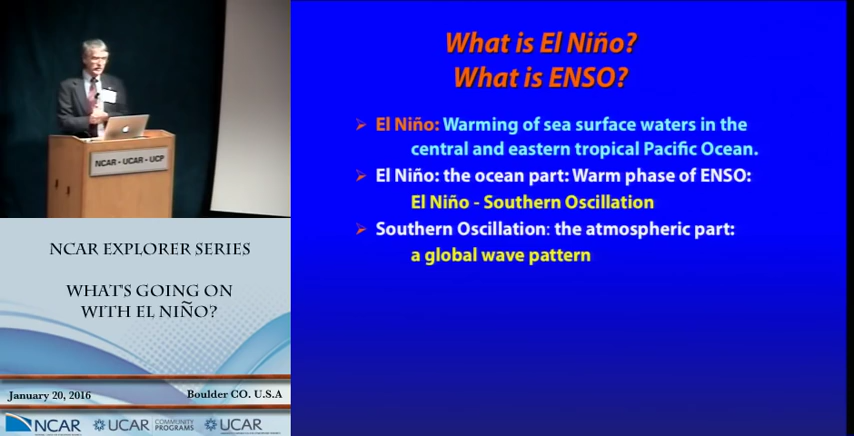 What is El Niño?
What is ENSO?
➢ El Niño: Warming of sea surface waters in the
central and eastern tropical Pacific Ocean.
➢ El Niño: the ocean part: Warm phase of ENSO:
El Niño - Southern Oscillation
➢ Southern Oscillation: the atmospheric part:
a global wave pattern
NCAR - UCAR - UCP
NCAR EXPLORER SERIES
WHAT'S GOING ON
WITH EL NIÑO?
January 20, 2016 Boulder CO. U.S.A
NCAR UCAR COMMUNITY PROGRAMS UCAR